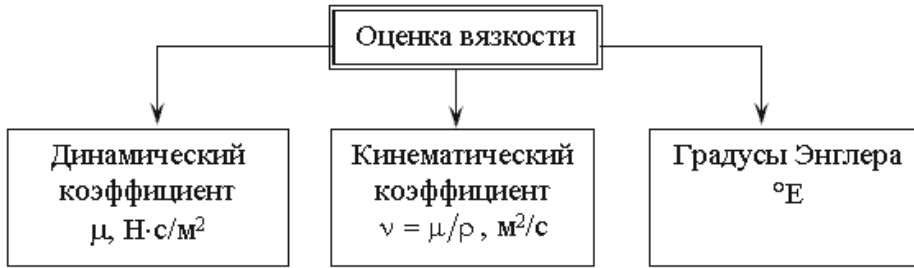 Оценка вязкости
Динамический
коэффициент
μ, Н·с/м²
Кинематический
коэффициент
ν = μ/ρ , м²/с
Градусы Энглера
°Е